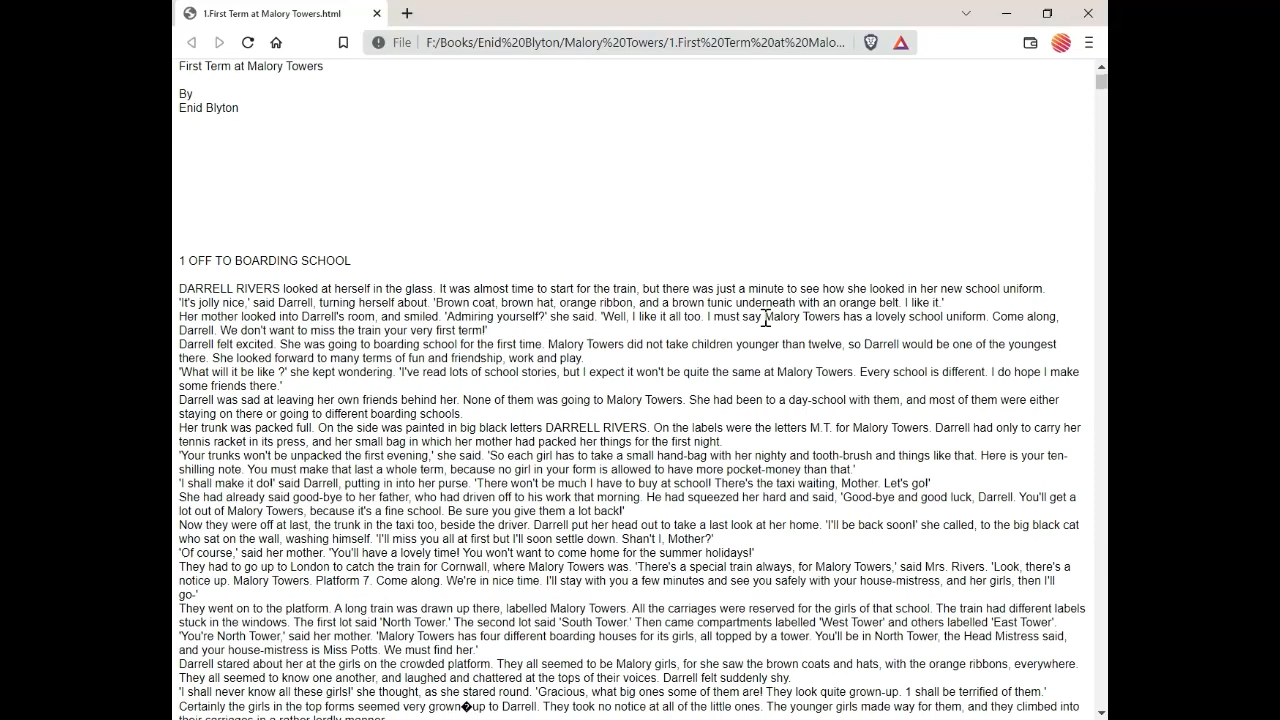 1.First Term at Malory Towers.html
File
F:/Books/Enid%20Blyton/Malory%20Towers/1.First%20Term%20at%20Malo...
First Term at Malory Towers
By
Enid Blyton
1 OFF TO BOARDING SCHOOL
DARRELL RIVERS looked at herself in the glass. It was almost time to start for the train, but there was just a minute to see how she looked in her new school uniform.
'It's jolly nice,' said Darrell, turning herself about. 'Brown coat, brown hat, orange ribbon, and a brown tunic underneath with an orange belt. I like it.'
Her mother looked into Darrell's room, and smiled. 'Admiring yourself?' she said. 'Well, I like it all too. I must say Malory Towers has a lovely school uniform. Come along,
Darrell. We don't want to miss the train your very first term!'
Darrell felt excited. She was going to boarding school for the first time. Malory Towers did not take children younger than twelve, so Darrell would be one of the youngest
there. She looked forward to many terms of fun and friendship, work and play.
'What will it be like ?' she kept wondering. 'I've read lots of school stories, but I expect it won't be quite the same at Malory Towers. Every school is different. I do hope I make
some friends there.'
Darrell was sad at leaving her own friends behind her. None of them was going to Malory Towers. She had been to a day-school with them, and most of them were either
staying on there or going to different boarding schools.
Her trunk was packed full. On the side was painted in big black letters DARRELL RIVERS. On the labels were the letters M.T. for Malory Towers. Darrell had only to carry her
tennis racket in its press, and her small bag in which her mother had packed her things for the first night.
'Your trunks won't be unpacked the first evening,' she said. 'So each girl has to take a small hand-bag with her nighty and tooth-brush and things like that. Here is your ten-
shilling note. You must make that last a whole term, because no girl in your form is allowed to have more pocket-money than that.'
'I shall make it dol' said Darrell, putting in into her purse. 'There won't be much I have to buy at school! There's the taxi waiting, Mother. Let's go!'
She had already said good-bye to her father, who had driven off to his work that morning. He had squeezed her hard and said, 'Good-bye and good luck, Darrell. You'll get a
lot out of Malory Towers, because it's a fine school. Be sure you give them a lot back!'
Now they were off at last, the trunk in the taxi too, beside the driver. Darrell put her head out to take a last look at her home. 'I'll be back soon!' she called, to the big black cat
who sat on the wall, washing himself. 'I'll miss you all at first but I'll soon settle down. Shan't I, Mother?'
'Of course,' said her mother. 'You'll have a lovely time! You won't want to come home for the summer holidays!'
They had to go up to London to catch the train for Cornwall, where Malory Towers was. 'There's a special train always, for Malory Towers,' said Mrs. Rivers. 'Look, there's a
notice up. Malory Towers. Platform 7. Come along. We're in nice time. I'll stay with you a few minutes and see you safely with your house-mistress, and her girls, then I'll
go-'
They went on to the platform. A long train was drawn up there, labelled Malory Towers. All the carriages were reserved for the girls of that school. The train had different labels
stuck in the windows. The first lot said 'North Tower.' The second lot said 'South Tower.' Then came compartments labelled 'West Tower' and others labelled 'East Tower'.
'You're North Tower,' said her mother. 'Malory Towers has four different boarding houses for its girls, all topped by a tower. You'll be in North Tower, the Head Mistress said,
and your house-mistress is Miss Potts. We must find her.'
Darrell stared about her at the girls on the crowded platform. They all seemed to be Malory girls, for she saw the brown coats and hats, with the orange ribbons, everywhere.
They all seemed to know one another, and laughed and chattered at the tops of their voices. Darrell felt suddenly shy.
'I shall never know all these girls!' she thought, as she stared round. 'Gracious, what big ones some of them are! They look quite grown-up. 1 shall be terrified of them.'
Certainly the girls in the top forms seemed very grown�up to Darrell. They took no notice at all of the little ones. The younger girls made way for them, and they climbed into
their carriages in a rather lordly manner.